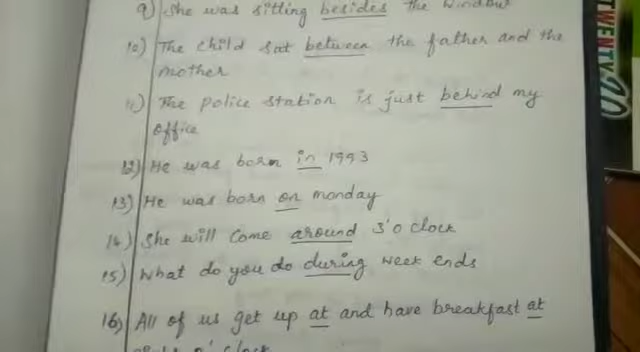 9) She was sitting besides the window
10) The child sat between the father and the
mother
11) The police station is just behind my
office
12) He was born in 1993
13) He was born on monday
14) She will come around 3'o clock
15) What do you do during week ends
16) All of us get up at and have breakfast at
o' clock
TWENTY 20